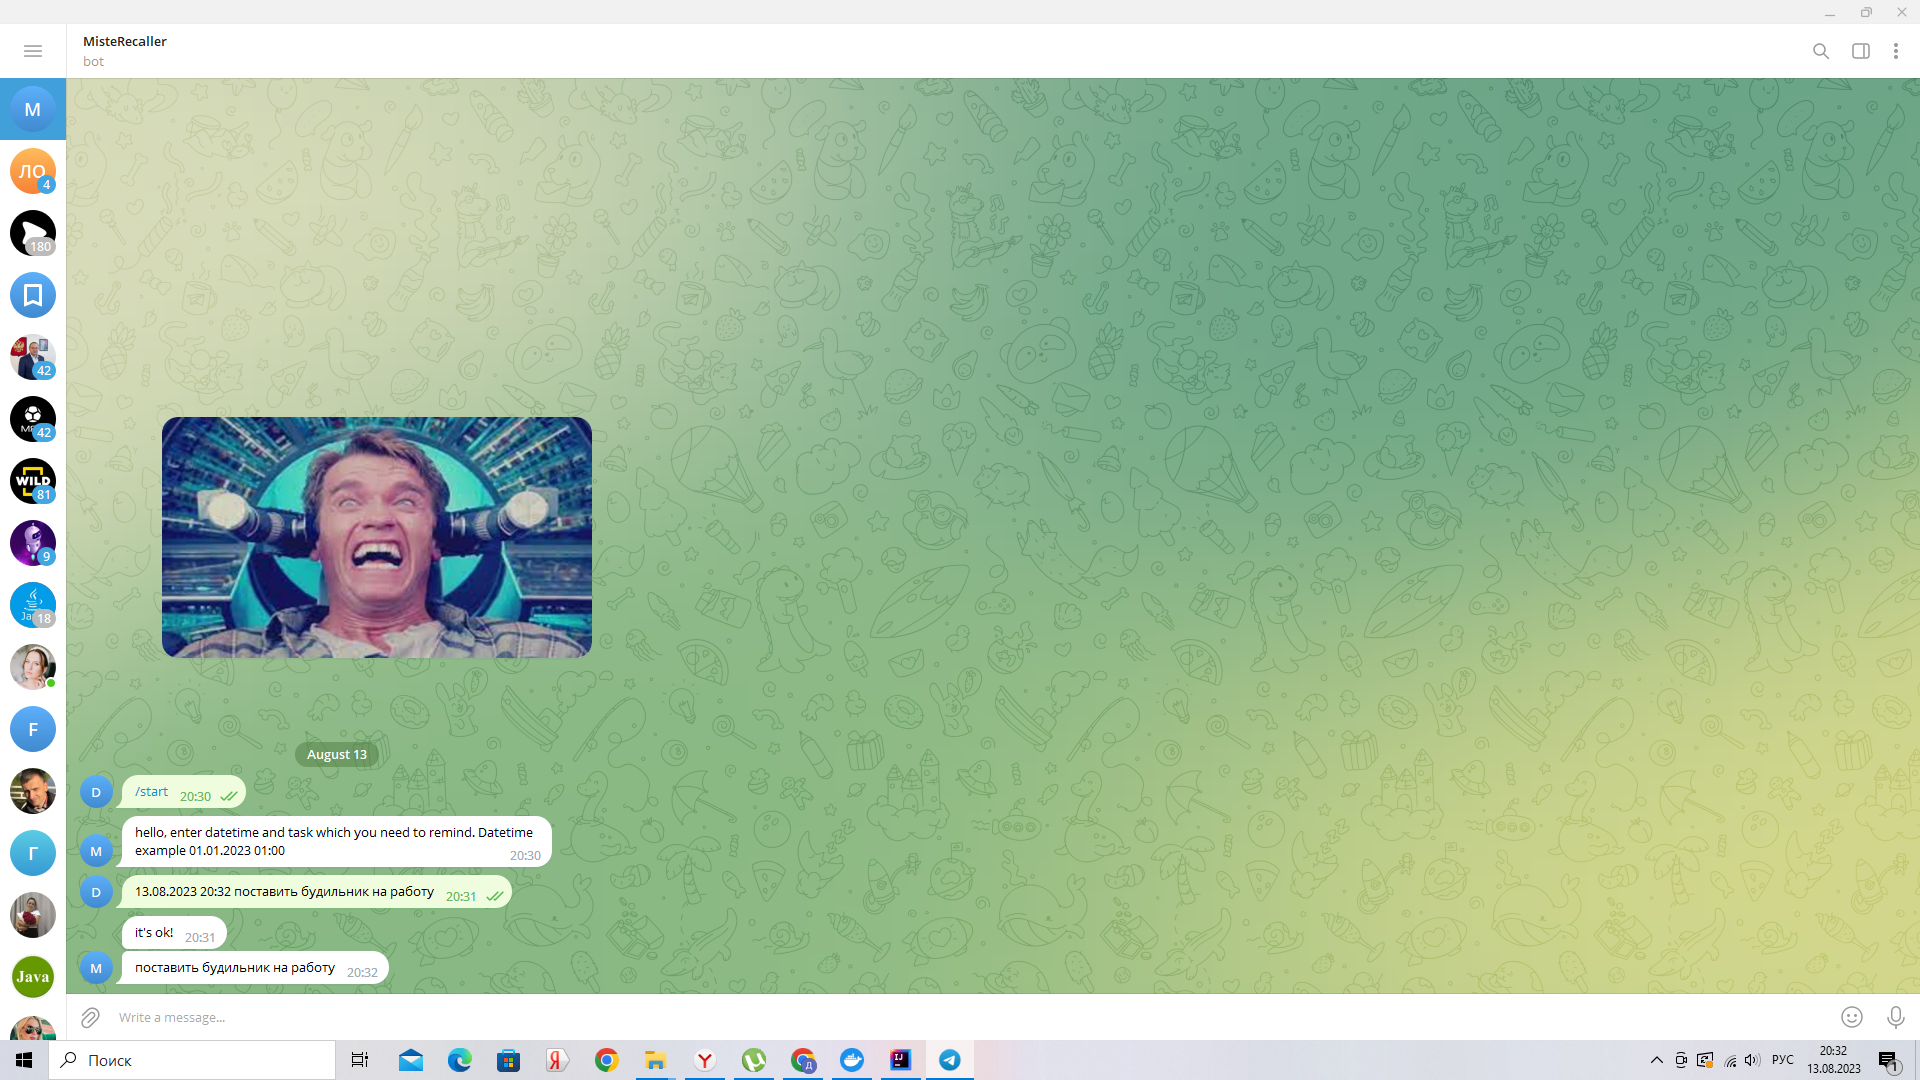 MisteRecaller
bot
M
ЛО
4
180
42
42
WILD
81
9
18
F
Г
Java
August 13
D
/start 20:30
hello, enter datetime and task which you need to remind. Datetime
example 01.01.2023 01:00 20:30
M
D
13.08.2023 20:32 поставить будильник на работу 20:31
it's ok! 20:31
M
поставить будильник на работу 20:32
Write a message...
Поиск
РУС
20:32
13.08.2023
1